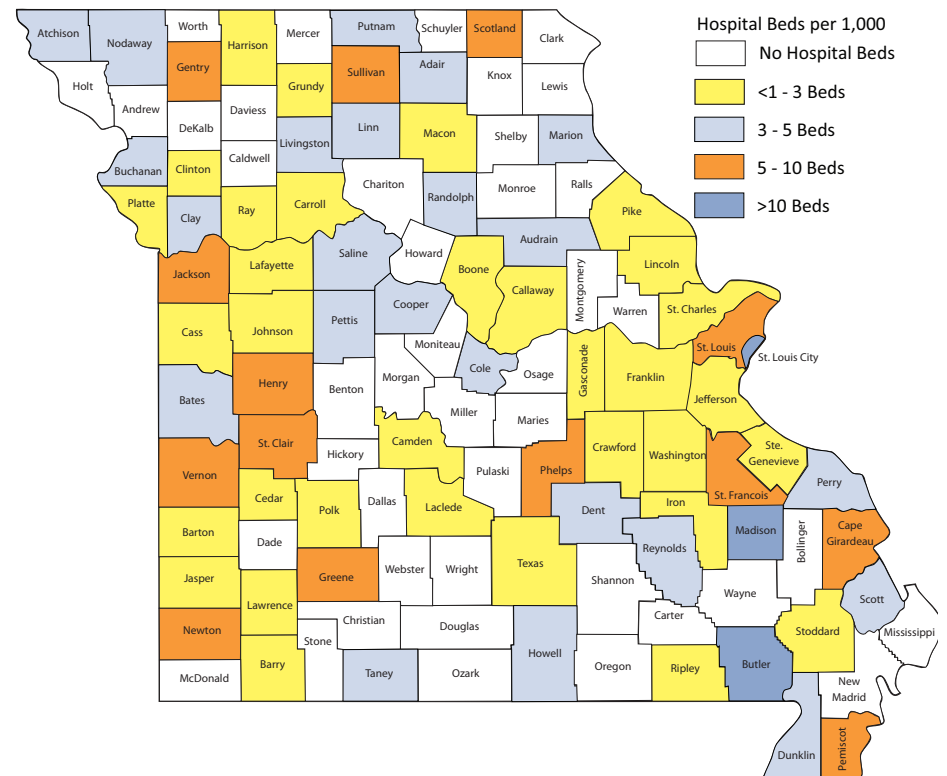 Hospital Beds per 1,000
No Hospital Beds
<1 - 3 Beds
3 - 5 Beds
5 - 10 Beds
>10 Beds
Atchison
Nodaway
Worth
Harrison
Mercer
Putnam
Schuyler
Scotland
Clark
Gentry
Sullivan
Adair
Knox
Lewis
Holt
Andrew
Daviess
Grundy
DeKalb
Livingston
Linn
Macon
Shelby
Marion
Buchanan
Clinton
Caldwell
Chariton
Randolph
Monroe
Ralls
Platte
Clay
Ray
Carroll
Pike
Audrain
Saline
Howard
Boone
Callaway
Montgomery
Lincoln
Jackson
Lafayette
Cooper
Warren
St. Charles
St. Louis
St. Louis City
Cass
Johnson
Pettis
Moniteau
Cole
Osage
Gasconade
Franklin
Jefferson
Bates
Henry
Benton
Morgan
Miller
Maries
St. Clair
Hickory
Camden
Crawford
Washington
Ste.
Genevieve
Vernon
Cedar
Polk
Dallas
Laclede
Pulaski
Phelps
Dent
Iron
St. Francois
Perry
Barton
Dade
Texas
Reynolds
Madison
Bollinger
Cape
Girardeau
Jasper
Lawrence
Greene
Webster
Wright
Shannon
Wayne
Scott
Newton
Christian
Stone
Douglas
Carter
Stoddard
Mississippi
McDonald
Barry
Taney
Ozark
Howell
Oregon
Ripley
Butler
New
Madrid
Dunklin
Pemiscot